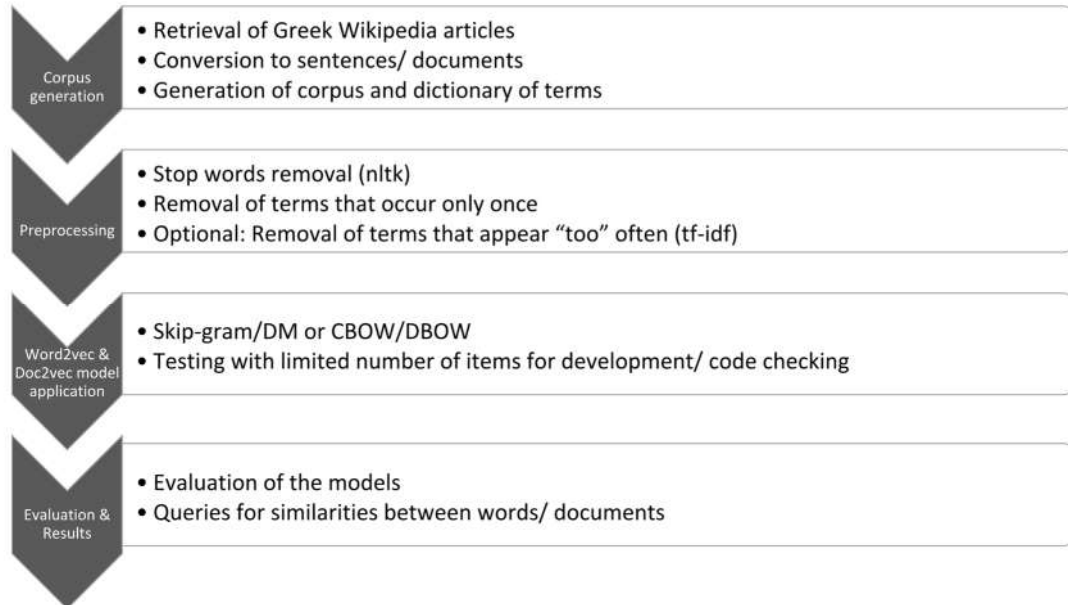 Corpus
generation
• Retrieval of Greek Wikipedia articles
• Conversion to sentences/ documents
• Generation of corpus and dictionary of terms
Preprocessing
• Stop words removal (nltk)
• Removal of terms that occur only once
• Optional: Removal of terms that appear “too” often (tf-idf)
Word2vec &
Doc2vec model
application
• Skip-gram/DM or CBOW/DBOW
• Testing with limited number of items for development/ code checking
Evaluation &
Results
• Evaluation of the models
• Queries for similarities between words/ documents